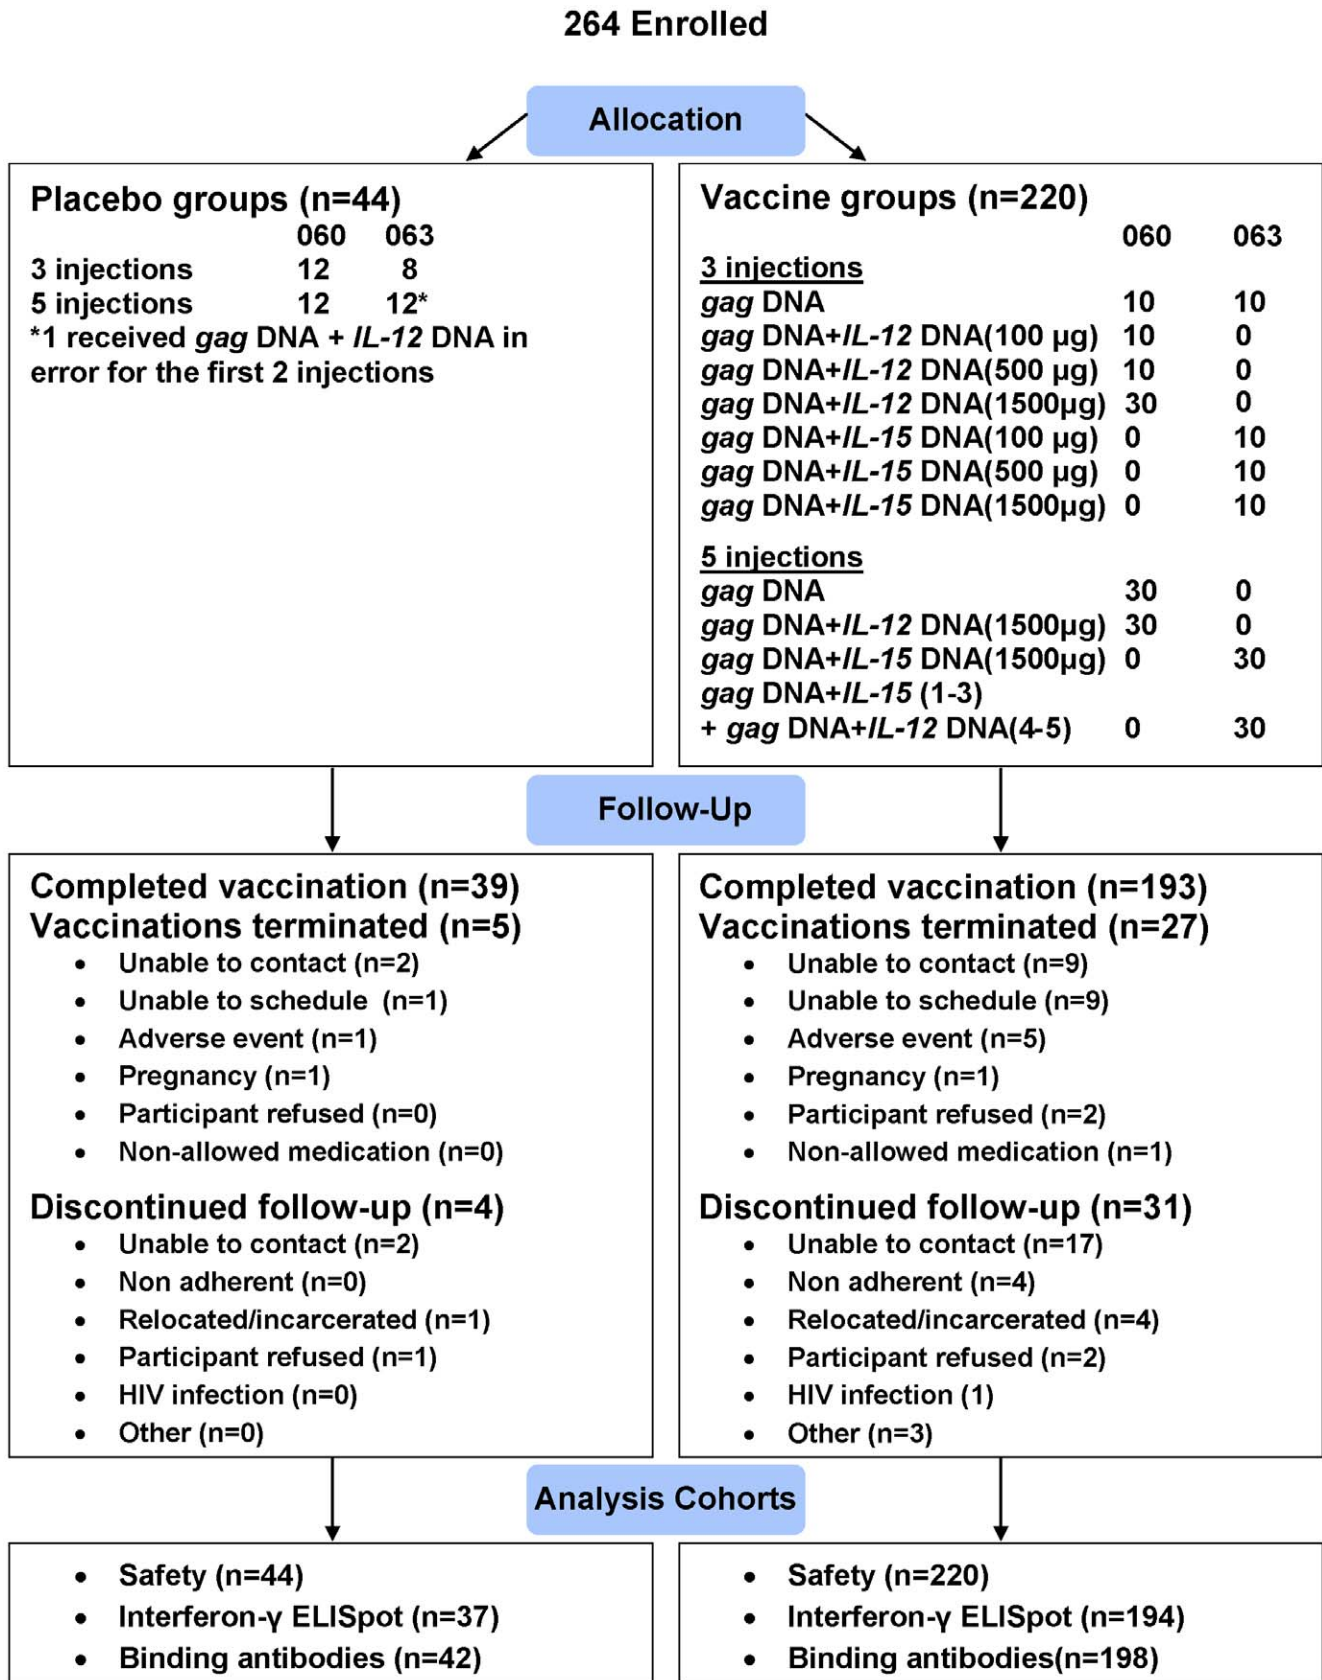 264 Enrolled
Allocation
Placebo groups (n=44)
060 063
3 injections 12 8
5 injections 12 12*
*1 received gag DNA + IL-12 DNA in
error for the first 2 injections
Vaccine groups (n=220)
060 063
3 injections
gag DNA 10 10
gag DNA+IL-12 DNA(100 µg) 10 0
gag DNA+IL-12 DNA(500 µg) 10 0
gag DNA+IL-12 DNA(1500µg) 30 0
gag DNA+IL-15 DNA(100 µg) 0 10
gag DNA+IL-15 DNA(500 µg) 0 10
gag DNA+IL-15 DNA(1500µg) 0 10
5 injections
gag DNA 30 0
gag DNA+IL-12 DNA(1500µg) 30 0
gag DNA+IL-15 DNA(1500µg) 0 30
gag DNA+IL-15 (1-3)
+ gag DNA+IL-12 DNA(4-5) 0 30
Follow-Up
Completed vaccination (n=39)
Vaccinations terminated (n=5)
• Unable to contact (n=2)
• Unable to schedule (n=1)
• Adverse event (n=1)
• Pregnancy (n=1)
• Participant refused (n=0)
• Non-allowed medication (n=0)
Discontinued follow-up (n=4)
• Unable to contact (n=2)
• Non adherent (n=0)
• Relocated/incarcerated (n=1)
• Participant refused (n=1)
• HIV infection (n=0)
• Other (n=0)
Completed vaccination (n=193)
Vaccinations terminated (n=27)
• Unable to contact (n=9)
• Unable to schedule (n=9)
• Adverse event (n=5)
• Pregnancy (n=1)
• Participant refused (n=2)
• Non-allowed medication (n=1)
Discontinued follow-up (n=31)
• Unable to contact (n=17)
• Non adherent (n=4)
• Relocated/incarcerated (n=4)
• Participant refused (n=2)
• HIV infection (1)
• Other (n=3)
Analysis Cohorts
• Safety (n=44)
• Interferon-γ ELISpot (n=37)
• Binding antibodies (n=42)
• Safety (n=220)
• Interferon-γ ELISpot (n=194)
• Binding antibodies(n=198)